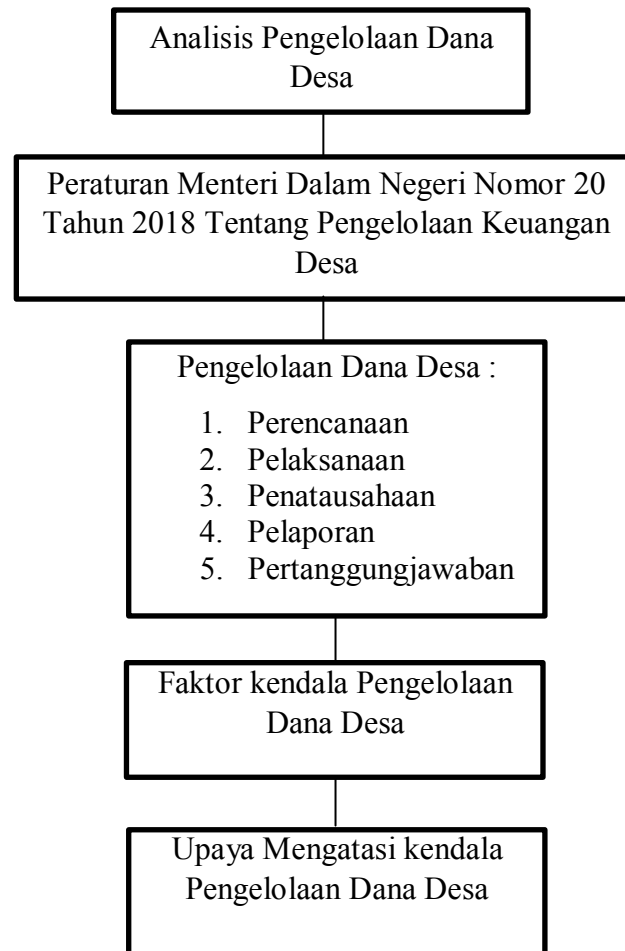 Analisis Pengelolaan Dana
Desa
Peraturan Menteri Dalam Negeri Nomor 20
Tahun 2018 Tentang Pengelolaan Keuangan
Desa
Pengelolaan Dana Desa :
1. Perencanaan
2. Pelaksanaan
3. Penatausahaan
4. Pelaporan
5. Pertanggungjawaban
Faktor kendala Pengelolaan
Dana Desa
Upaya Mengatasi kendala
Pengelolaan Dana Desa